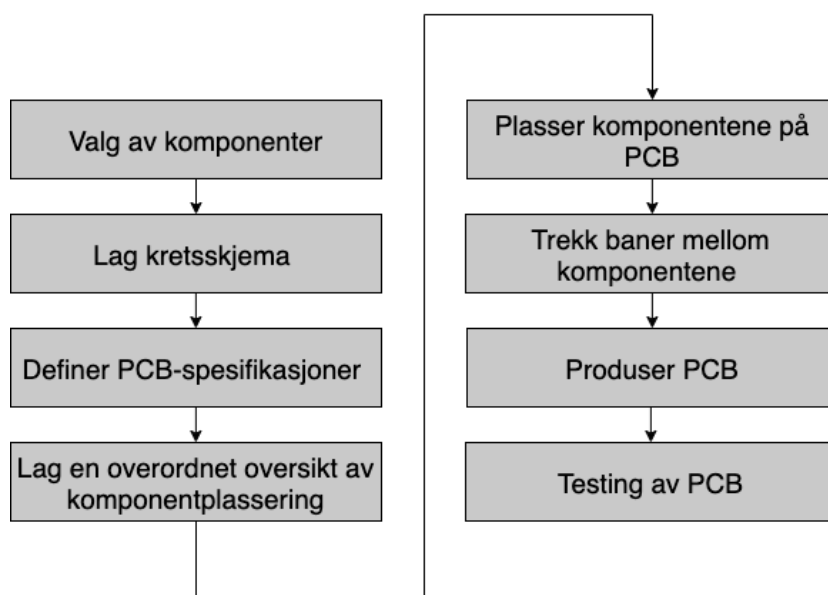 Valg av komponenter
Lag kretsskjema
Definer PCB-spesifikasjoner
Lag en overordnet oversikt av
komponentplassering
Plasser komponentene på
PCB
Trekk baner mellom
komponentene
Produser PCB
Testing av PCB